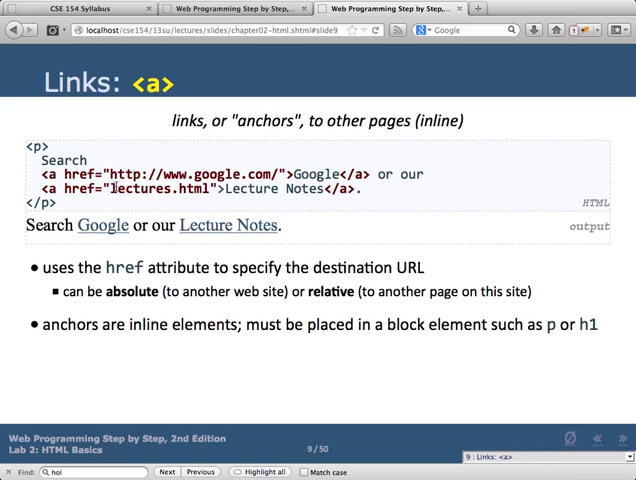 CSE 154 Syllabus
Web Programming Step by Step,...
Web Programming Step by Step,...
localhost/cse154/13su/lectures/slides/chapter02-html.shtml#slide9
Google
Links: <a>
links, or "anchors", to other pages (inline)
<p>
Search
<a href="http://www.google.com/">Google</a> or our
<a href="lectures.html">Lecture Notes</a>.
</p>
HTML
Search Google or our Lecture Notes.
output
uses the href attribute to specify the destination URL
can be absolute (to another web site) or relative (to another page on this site)
anchors are inline elements; must be placed in a block element such as p or h1
Web Programming Step by Step, 2nd Edition
Lab 2: HTML Basics
9 / 50
9 : Links: <a>
Find: hol Next Previous Highlight all Match case